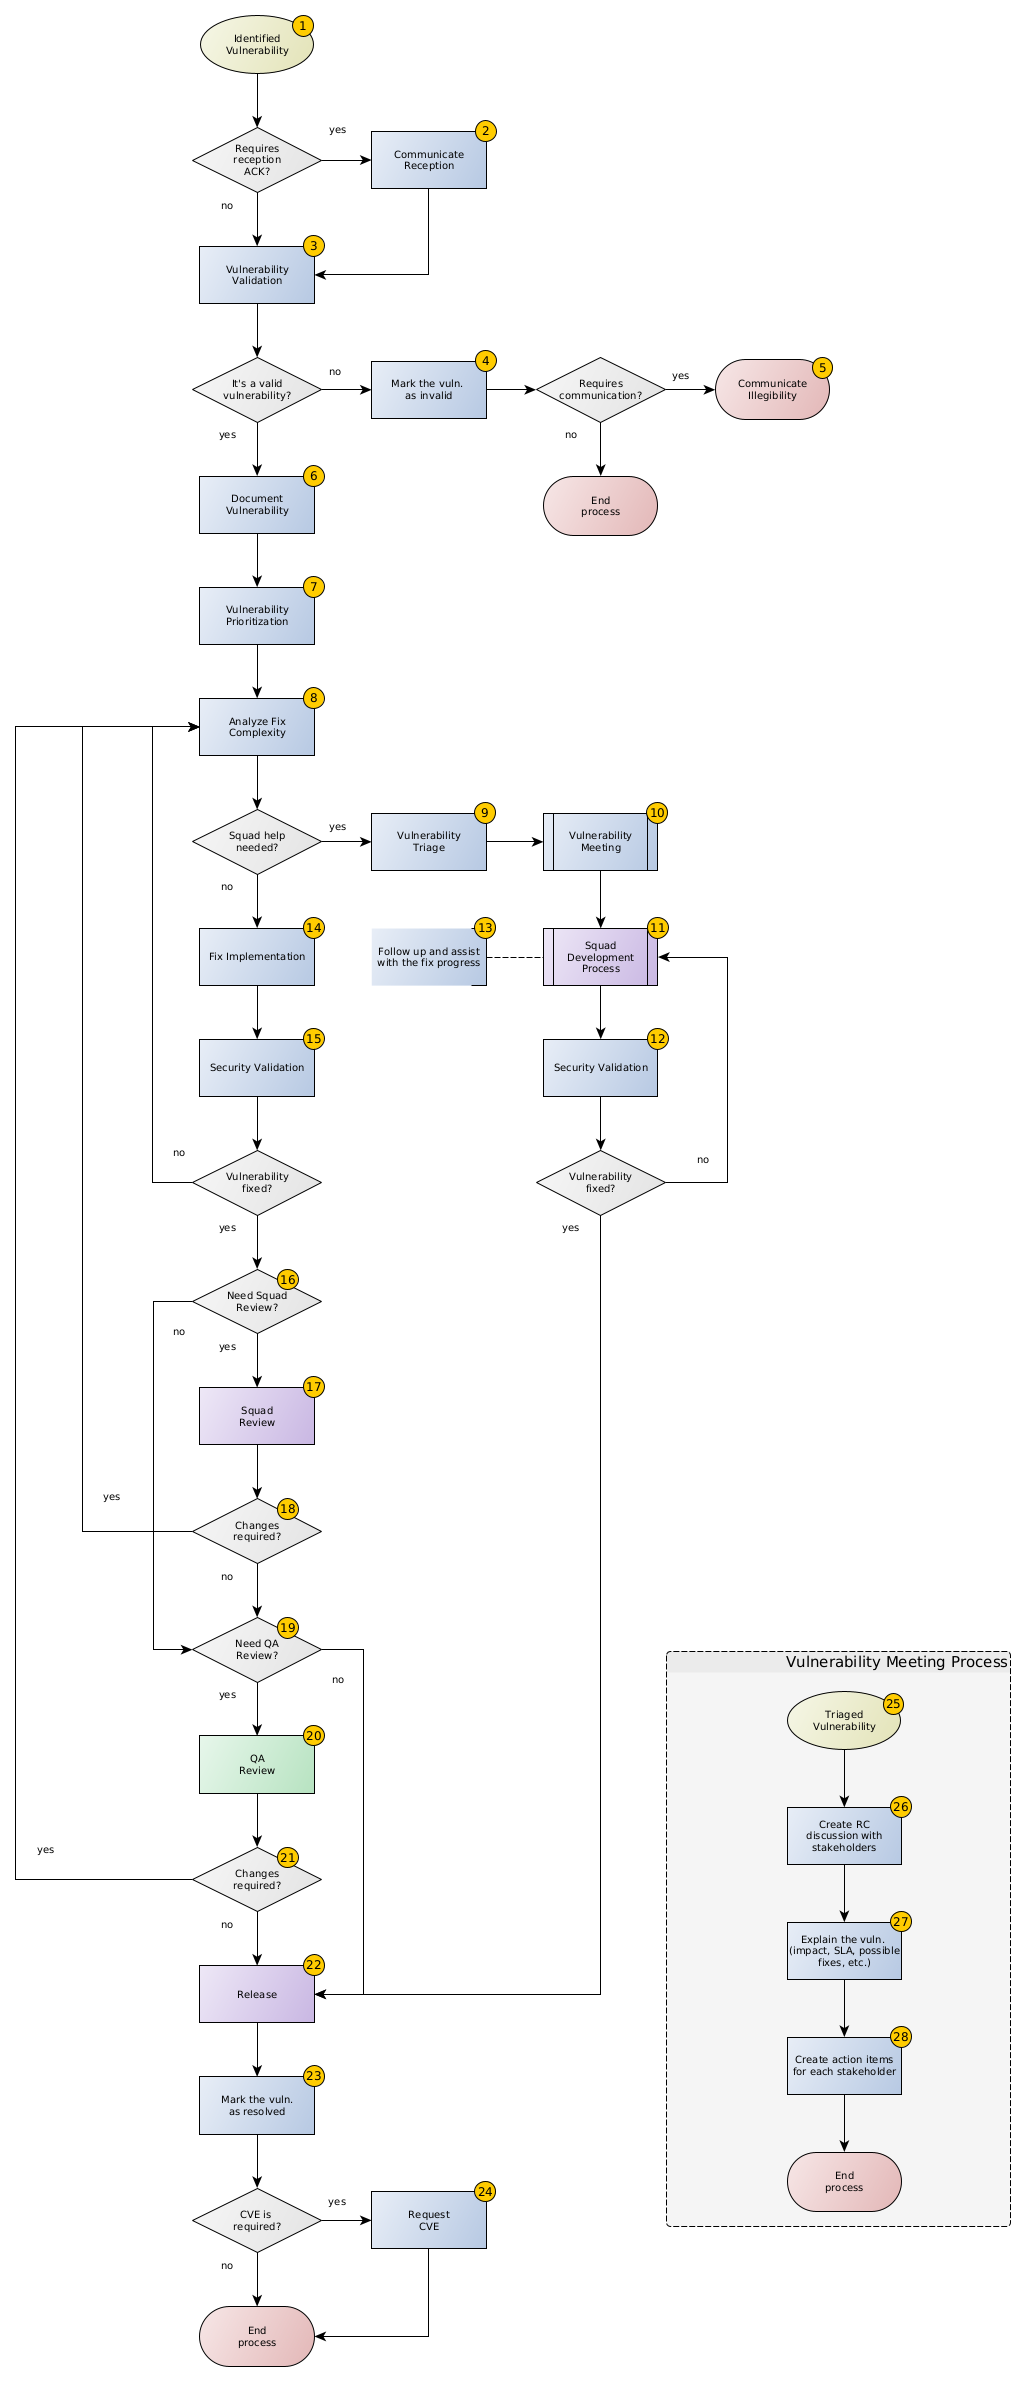 1
Identified
Vulnerability
Requires
reception
ACK?
yes
2
Communicate
Reception
no
3
Vulnerability
Validation
It's a valid
vulnerability?
no
4
Mark the vuln.
as invalid
Requires
communication?
yes
5
Communicate
Illegibility
yes
no
6
Document
Vulnerability
End
process
7
Vulnerability
Prioritization
8
Analyze Fix
Complexity
Squad help
needed?
yes
9
Vulnerability
Triage
10
Vulnerability
Meeting
no
14
Fix Implementation
13
Follow up and assist
with the fix progress
11
Squad
Development
Process
15
Security Validation
12
Security Validation
no
Vulnerability
fixed?
yes
Vulnerability
fixed?
no
yes
16
Need Squad
Review?
no
yes
17
Squad
Review
yes
18
Changes
required?
no
19
Need QA
Review?
no
yes
20
QA
Review
yes
21
Changes
required?
no
22
Release
23
Mark the vuln.
as resolved
CVE is
required?
yes
24
Request
CVE
no
End
process
Vulnerability Meeting Process
25
Triaged
Vulnerability
26
Create RC
discussion with
stakeholders
27
Explain the vuln.
(impact, SLA, possible
fixes, etc.)
28
Create action items
for each stakeholder
End
process